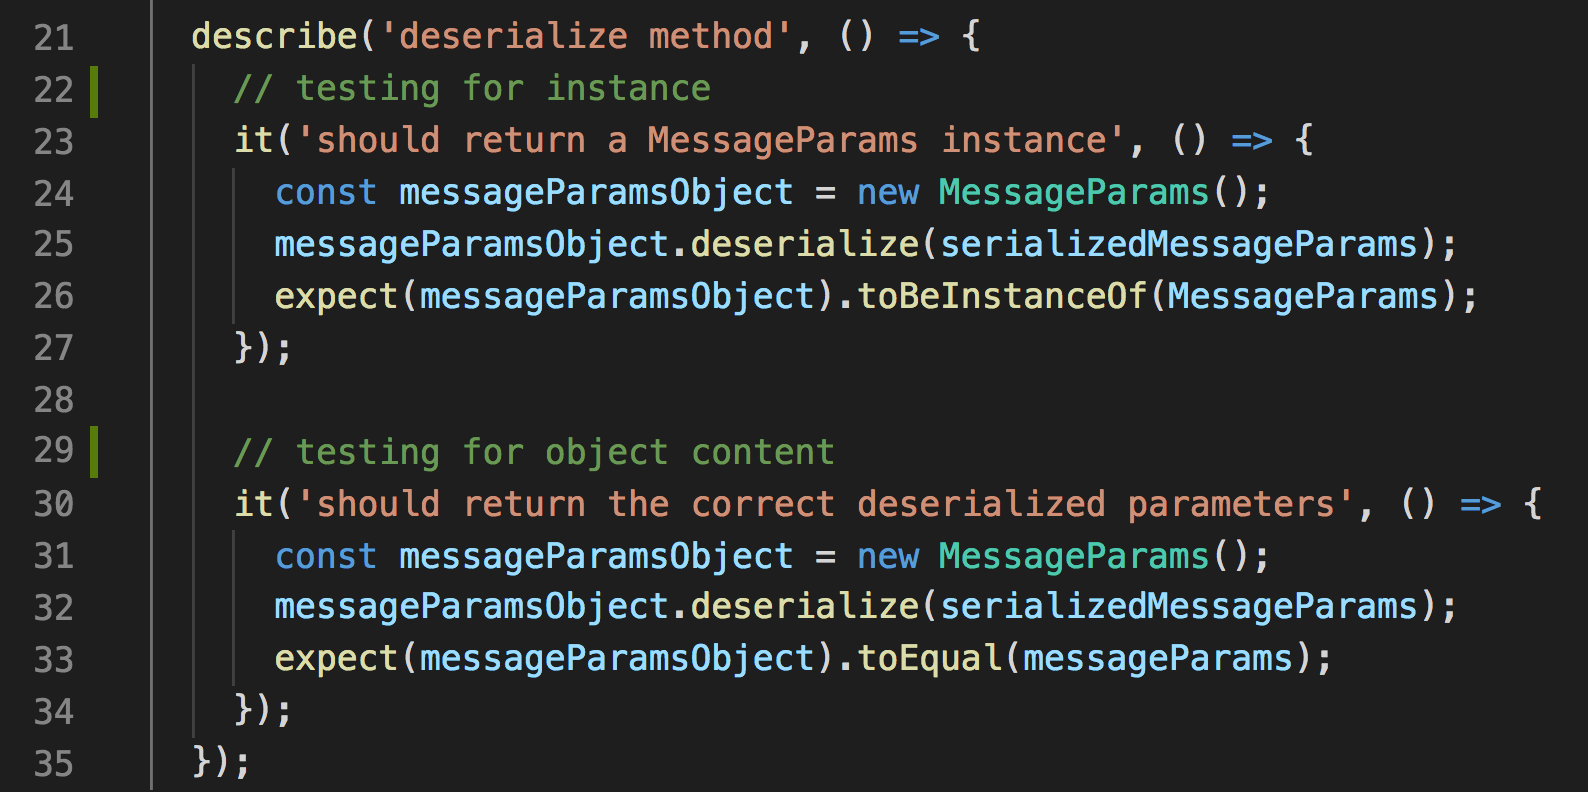 21 describe('deserialize method', () => {
22 // testing for instance
23 it('should return a MessageParams instance', () => {
24 const messageParamsObject = new MessageParams();
25 messageParamsObject.deserialize(serializedMessageParams);
26 expect(messageParamsObject).toBeInstanceOf(MessageParams);
27 });
28
29 // testing for object content
30 it('should return the correct deserialized parameters', () => {
31 const messageParamsObject = new MessageParams();
32 messageParamsObject.deserialize(serializedMessageParams);
33 expect(messageParamsObject).toEqual(messageParams);
34 });
35 });